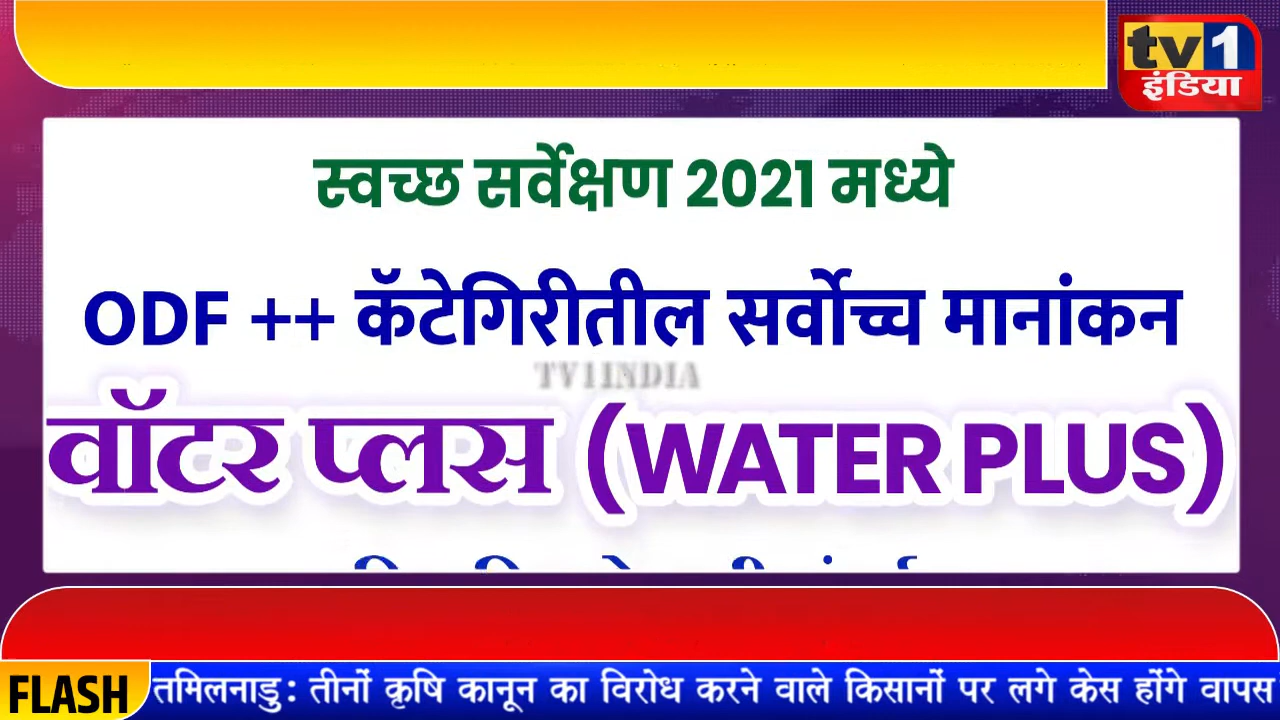 tv1
इंडिया
स्वच्छ सर्वेक्षण 2021 मध्ये
ODF ++ कॅटेगिरीतील सर्वोच्च मानांकन
TV1INDIA
वॉटर प्लस (WATER PLUS)
FLASH तमिलनाडु: तीनों कृषि कानून का विरोध करने वाले किसानों पर लगे केस होंगे वापस